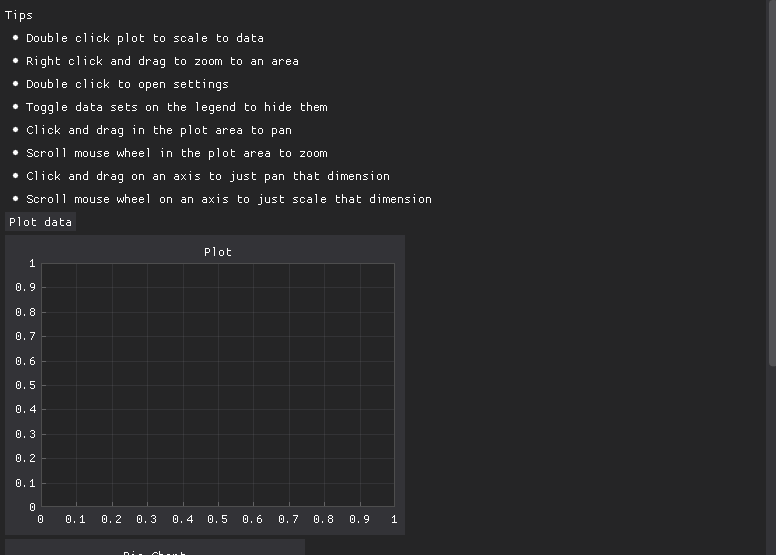 Tips
Double click plot to scale to data
Right click and drag to zoom to an area
Double click to open settings
Toggle data sets on the legend to hide them
Click and drag in the plot area to pan
Scroll mouse wheel in the plot area to zoom
Click and drag on an axis to just pan that dimension
Scroll mouse wheel on an axis to just scale that dimension
Plot data
Plot
1
0.9
0.8
0.7
0.6
0.5
0.4
0.3
0.2
0.1
0
0 0.1 0.2 0.3 0.4 0.5 0.6 0.7 0.8 0.9 1
Pie Chart